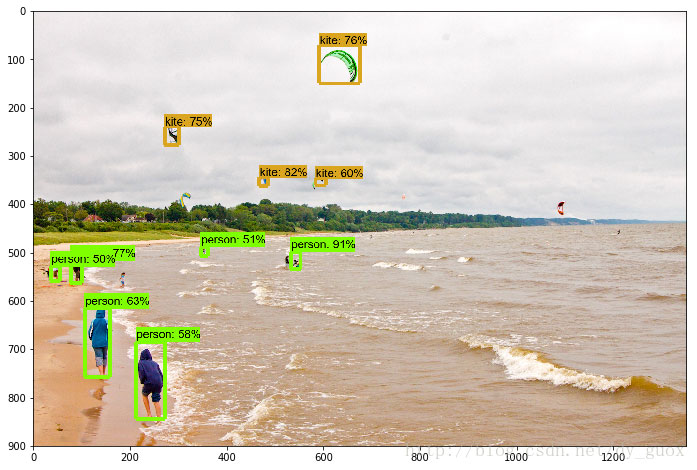 0
100
200
300
400
500
600
700
800
900
kite: 76%
kite: 75%
kite: 82%
kite: 60%
person: 51%
person: 91%
77%
person: 50%
person: 63%
person: 58%
0
200
400
600
800
1000
1200